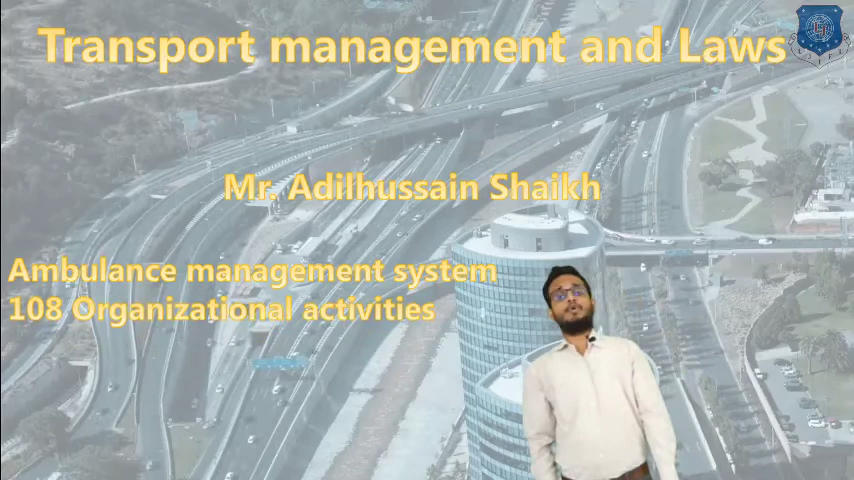 Transport management and Laws
Mr. Adilhussain Shaikh
Ambulance management system
108 Organizational activities